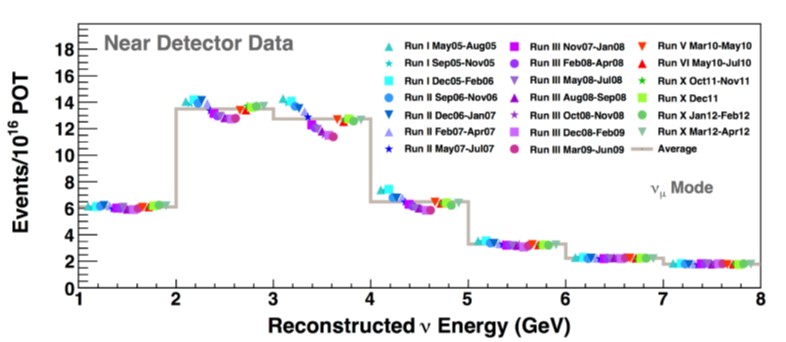 Near Detector Data
Run I May05-Aug05
Run I Sep05-Nov05
Run I Dec05-Feb06
Run II Sep06-Nov06
Run II Dec06-Jan07
Run II Feb07-Apr07
Run II May07-Jul07
Run III Nov07-Jan08
Run III Feb08-Apr08
Run III May08-Jul08
Run III Aug08-Sep08
Run III Oct08-Nov08
Run III Dec08-Feb09
Run III Mar09-Jun09
Run V Mar10-May10
Run VI May10-Jul10
Run X Oct11-Nov11
Run X Dec11
Run X Jan12-Feb12
Run X Mar12-Apr12
Average
νμ Mode
Events/10¹⁶ POT
18
16
14
12
10
8
6
4
2
0
1 2 3 4 5 6 7 8
Reconstructed ν Energy (GeV)